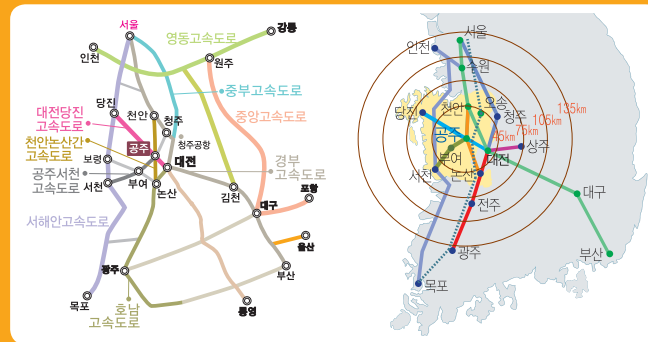 서울
강릉
영동고속도로
인천
원주
중부고속도로
당진
중앙고속도로
대전당진
고속도로
천안
청주
천안논산간
고속도로
공주
청주공항
대전
보령
경부
고속도로
공주서천
고속도로
서천
부여
논산
김천
포항
대구
서해안고속도로
울산
광주
부산
목포
호남
고속도로
통영
서울
인천
수원
당진
천안
오송
청주
135km
105km
75km
45km
공주
상주
부여
대전
서천
논산
전주
대구
광주
부산
목포